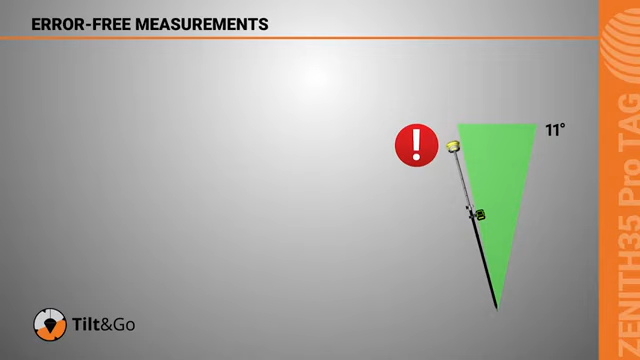 ERROR-FREE MEASUREMENTS
!
11°
Tilt&Go
ZENITH35 Pro TAG